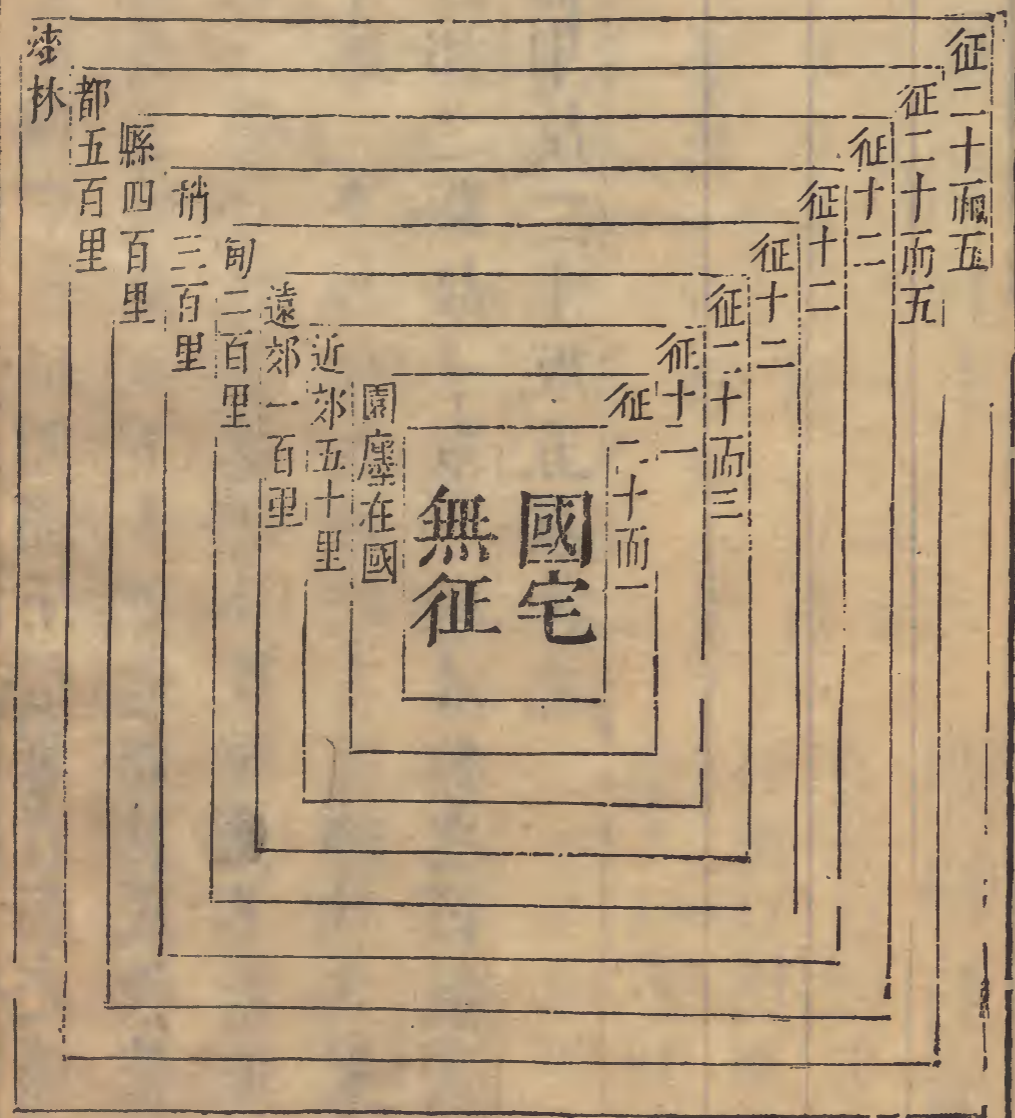 征二十而五
征二十而五
征十二
征十二
征十二
征二十而三
征十一
征二十而一
國宅
無征
園廛在國
近郊五十里
遠郊一百里
甸二百里
稍三百里
縣四百里
都五百里
漆林